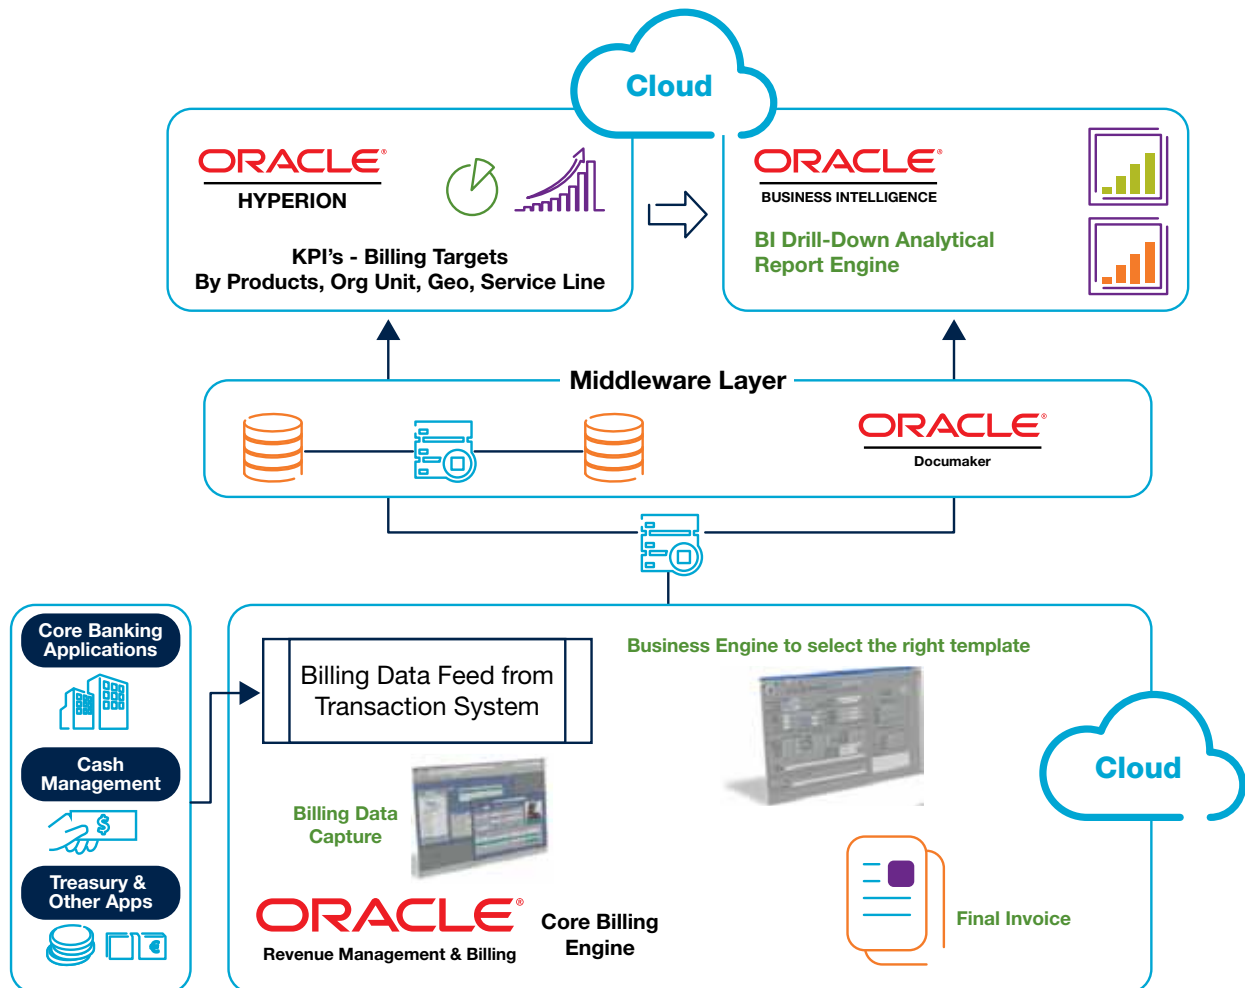 Cloud
ORACLE®
HYPERION
KPI's - Billing Targets
By Products, Org Unit, Geo, Service Line
ORACLE®
BUSINESS INTELLIGENCE
BI Drill-Down Analytical
Report Engine
Middleware Layer
ORACLE®
Documaker
Core Banking
Applications
Cash
Management
$
Treasury &
Other Apps
€
Billing Data Feed from
Transaction System
Business Engine to select the right template
Billing Data
Capture
Cloud
ORACLE®
Revenue Management & Billing
Core Billing
Engine
Final Invoice